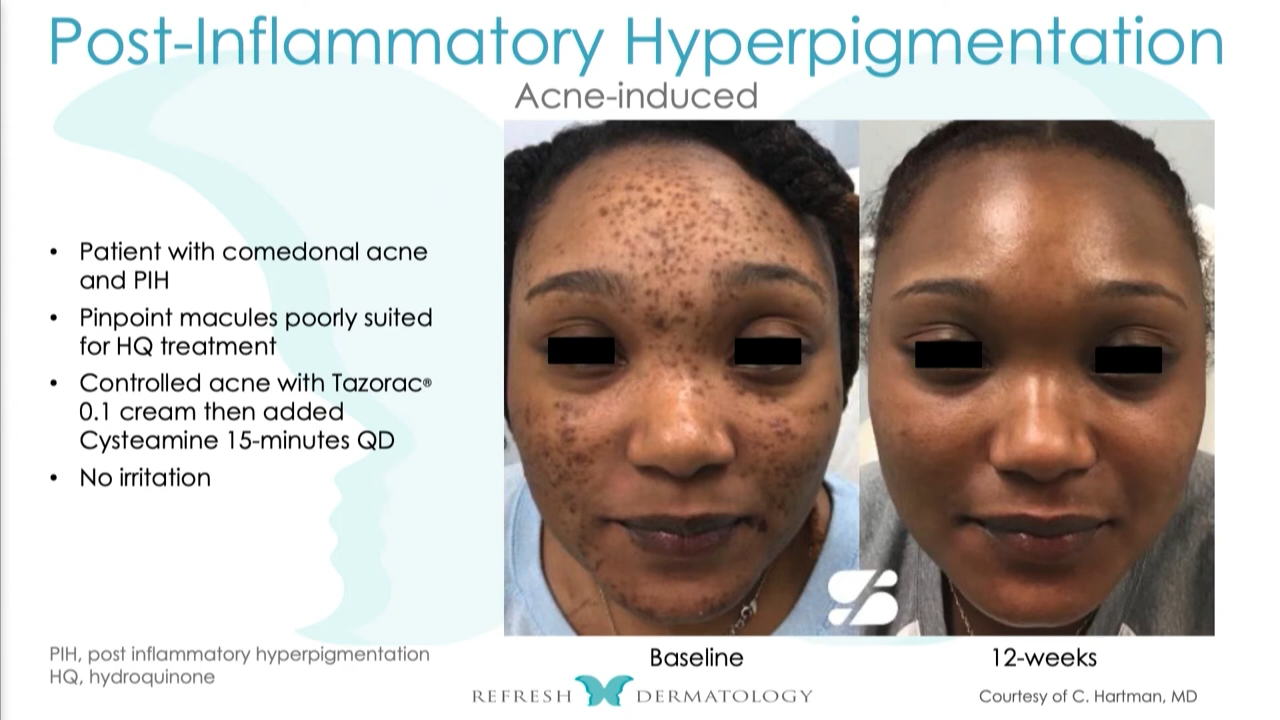 Post-Inflammatory Hyperpigmentation
Acne-induced
• Patient with comedonal acne
and PIH
• Pinpoint macules poorly suited
for HQ treatment
• Controlled acne with Tazorac®
0.1 cream then added
Cysteamine 15-minutes QD
• No irritation
PIH, post inflammatory hyperpigmentation
HQ, hydroquinone
Baseline
12-weeks
REFRESH DERMATOLOGY
Courtesy of C. Hartman, MD